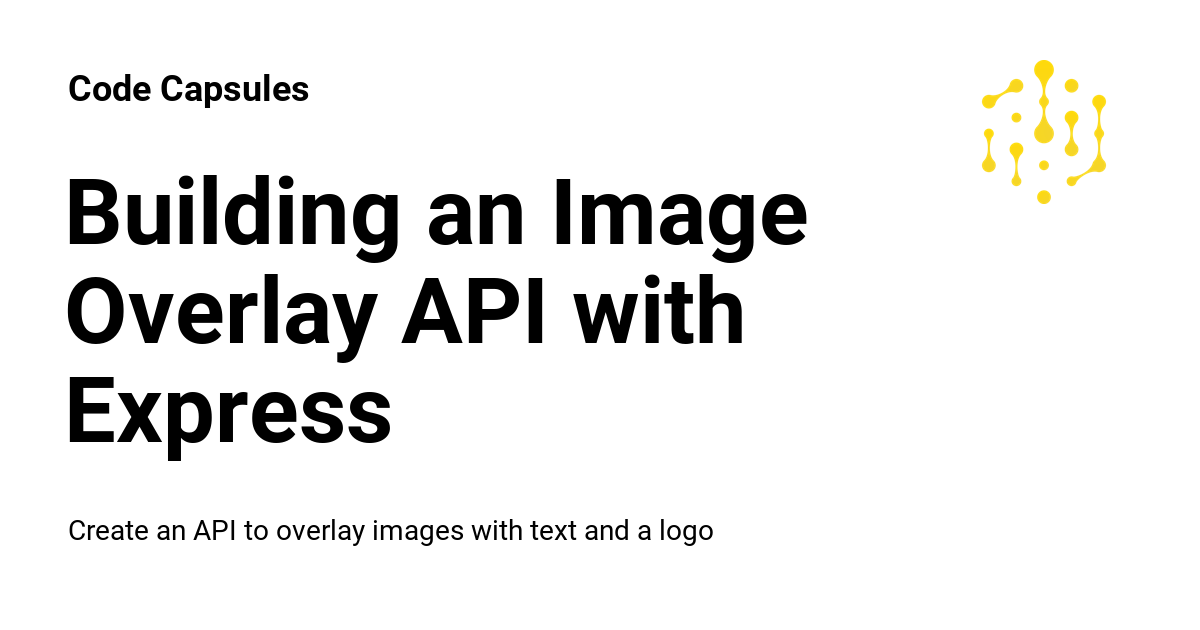 Code Capsules
Building an Image
Overlay API with
Express
Create an API to overlay images with text and a logo